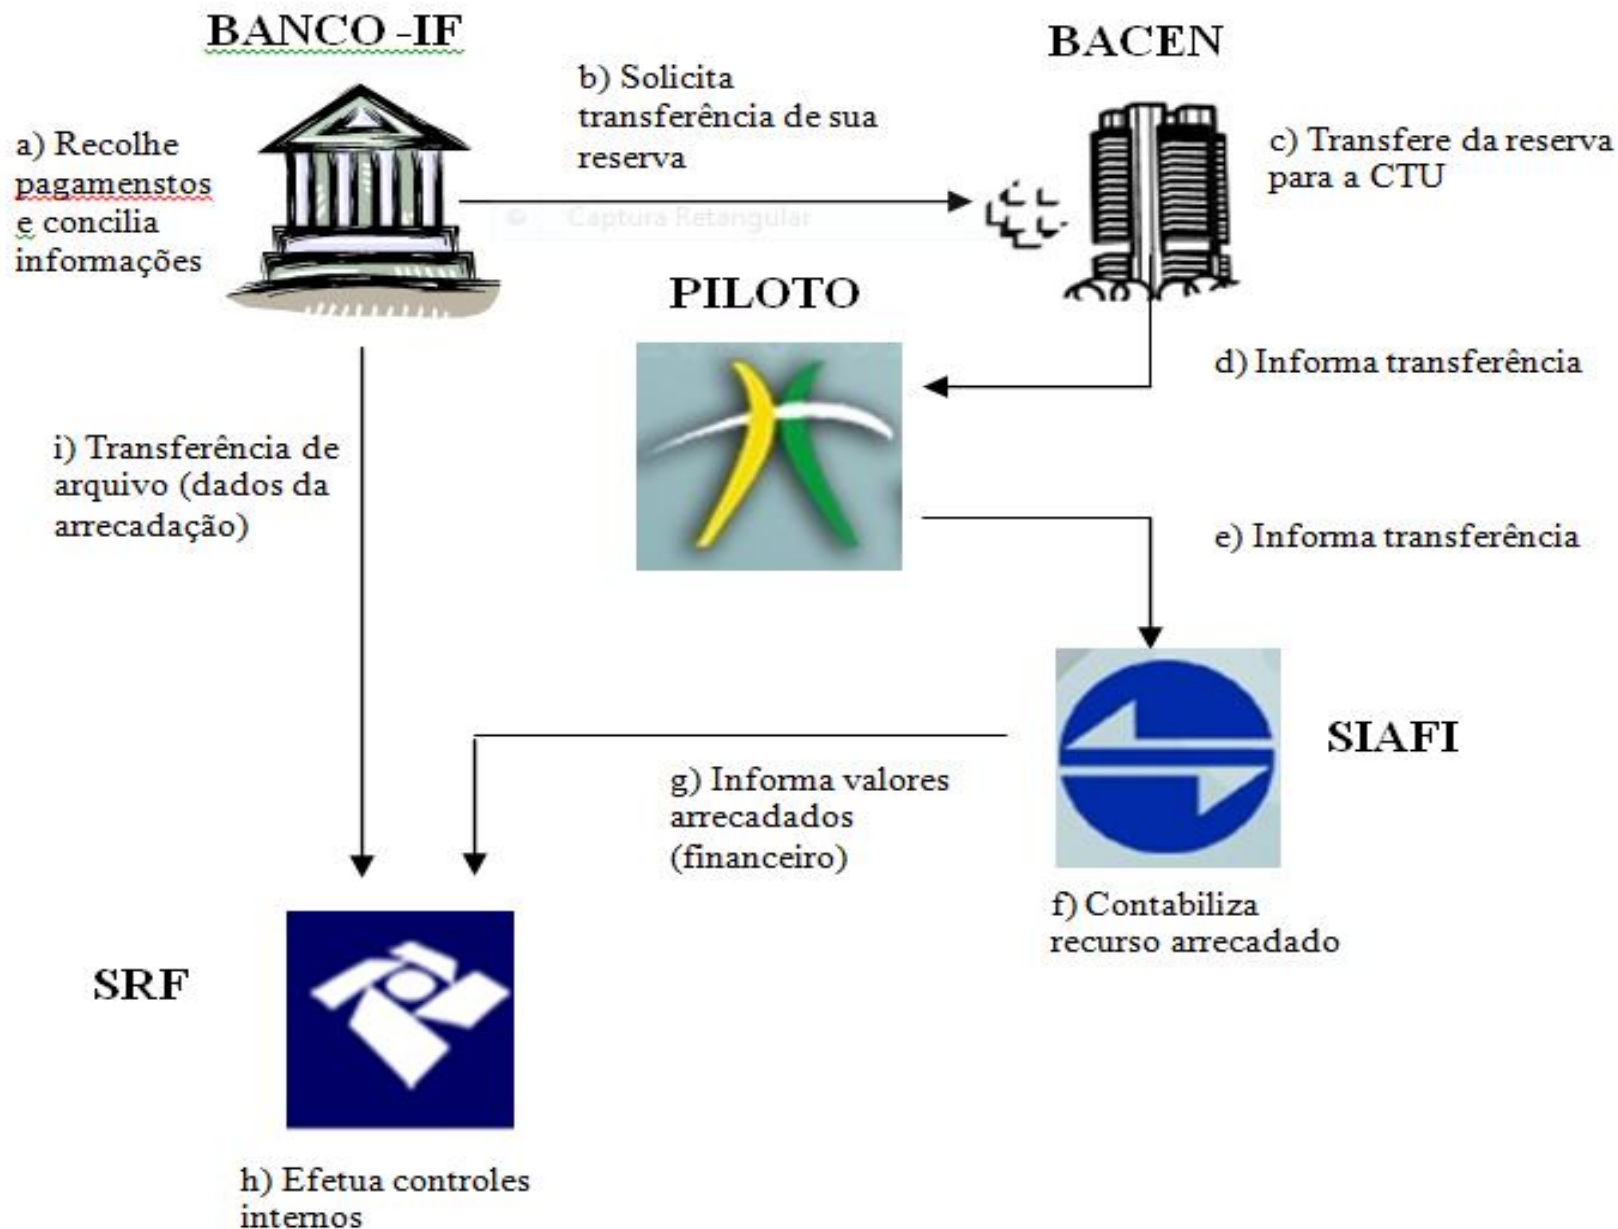 BANCO -IF
BACEN
a) Recolhe
pagamenstos
e concilia
informações
b) Solicita
transferência de sua
reserva
c) Transfere da reserva
para a CTU
Captura Retangular
PILOTO
d) Informa transferência
i) Transferência de
arquivo (dados da
arrecadação)
e) Informa transferência
SIAFI
g) Informa valores
arrecadados
(financeiro)
f) Contabiliza
recurso arrecadado
SRF
h) Efetua controles
internos